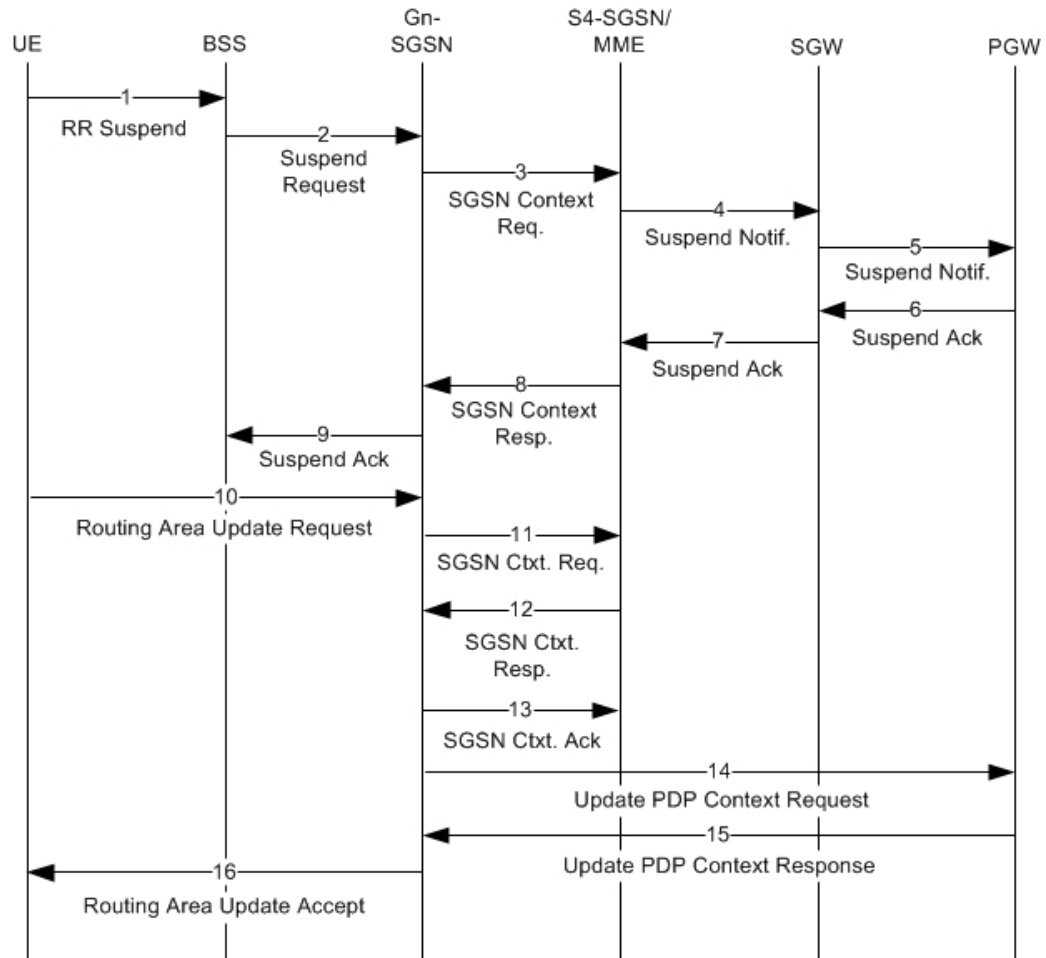 Gn-
S4-SGSN/
UE
BSS
SGSN
MME
SGW
PGW
1
RR Suspend
2
Suspend
Request
3
SGSN Context
Req.
4
Suspend Notif.
5
Suspend Notif.
6
Suspend Ack
7
Suspend Ack
8
SGSN Context
Resp.
9
Suspend Ack
10
Routing Area Update Request
11
SGSN Ctxt. Req.
12
SGSN Ctxt.
Resp.
13
SGSN Ctxt. Ack
14
Update PDP Context Request
15
Update PDP Context Response
16
Routing Area Update Accept